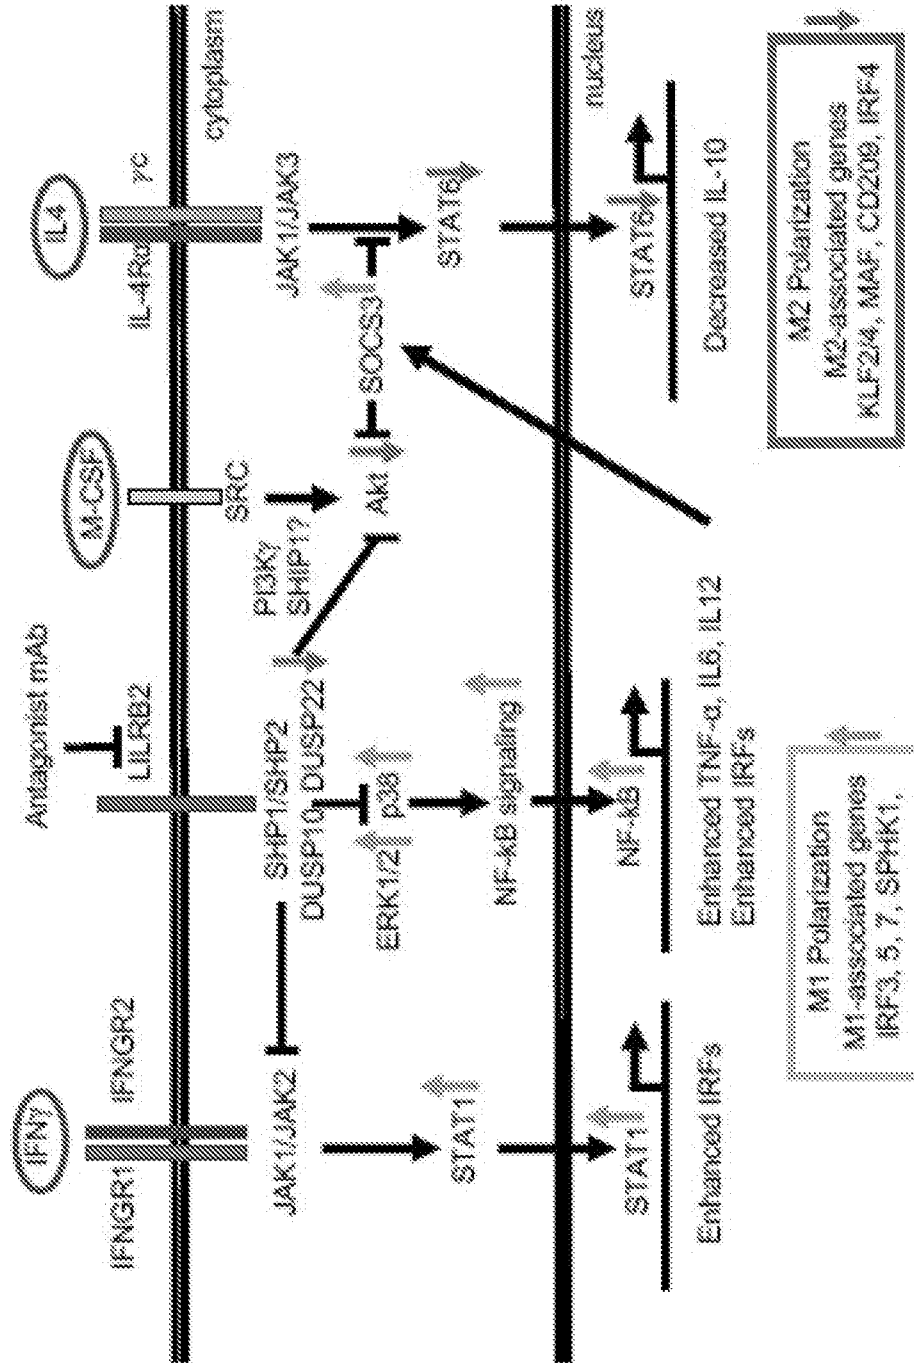 Antagonist mAb
IFNγ
M-CSF
IL4
IFNGR1
IFNGR2
LILRB2
IL-4Rα
γc
cytoplasm
JAK1/JAK2
SHP1/SHP2
DUSP10 DUSP22
SRC
PI3Kγ
SHIP1?
JAK1/JAK3
ERK1/2
p38
Akt
SOCS3
STAT1
NF-kB signaling
STAT6
nucleus
STAT1
NF-kB
STAT6
Enhanced IRFs
Enhanced TNF-α, IL6, IL12
Enhanced IRFs
Decreased IL-10
M1 Polarization
M1-associated genes
IRF3, 5, 7, SPHK1,
M2 Polarization
M2-associated genes
KLF2/4, MAF, CD209, IRF4